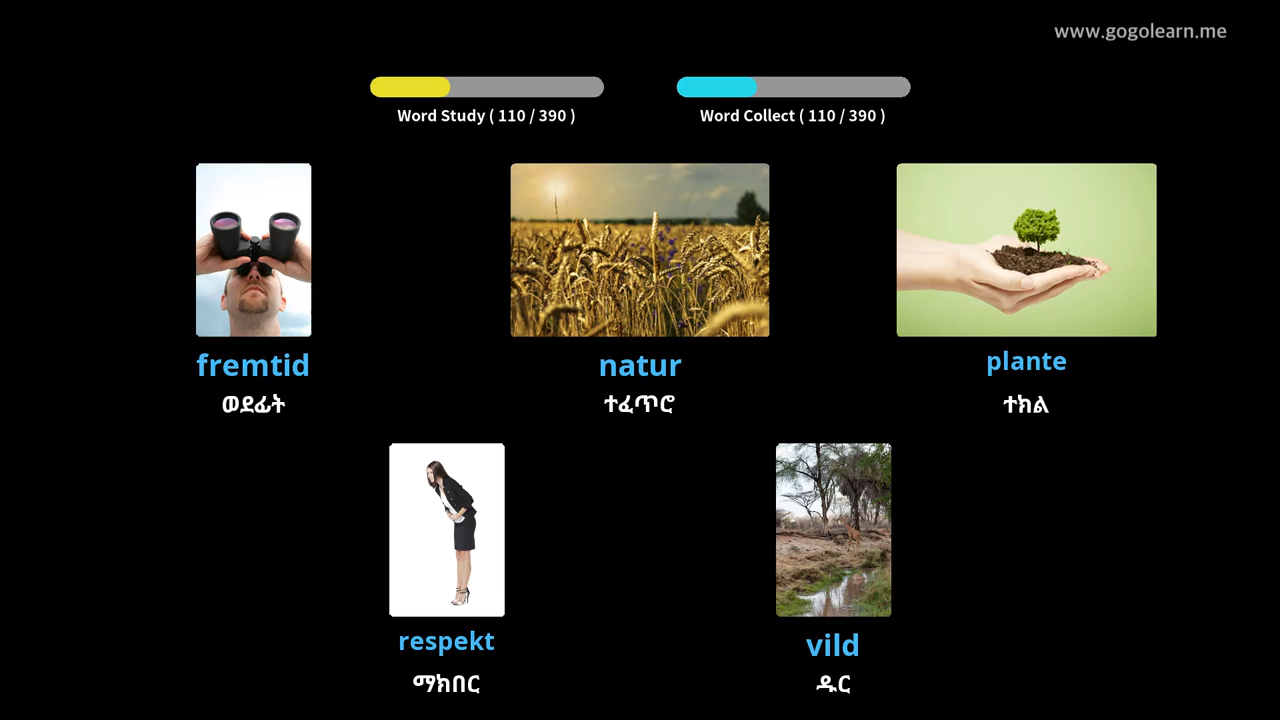 www.gogolearn.me
Word Study ( 110 / 390 )
Word Collect ( 110 / 390 )
fremtid
ወደፊት
natur
ተፈጥሮ
plante
ተክል
respekt
ማክበር
vild
ዱር